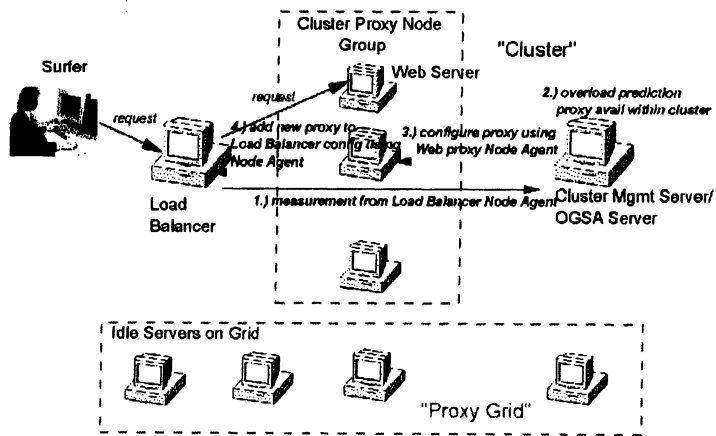 Cluster Proxy Node
Group
"Cluster"
Surfer
Web Server
request
request
2.) overload prediction
proxy avail within cluster
4.) add new proxy to
Load Balancer config using
Node Agent
3.) configure proxy using
Web proxy Node Agent
Load
Balancer
1.) measurement from Load Balancer Node Agent
Cluster Mgmt Server/
OGSA Server
Idle Servers on Grid
"Proxy Grid"